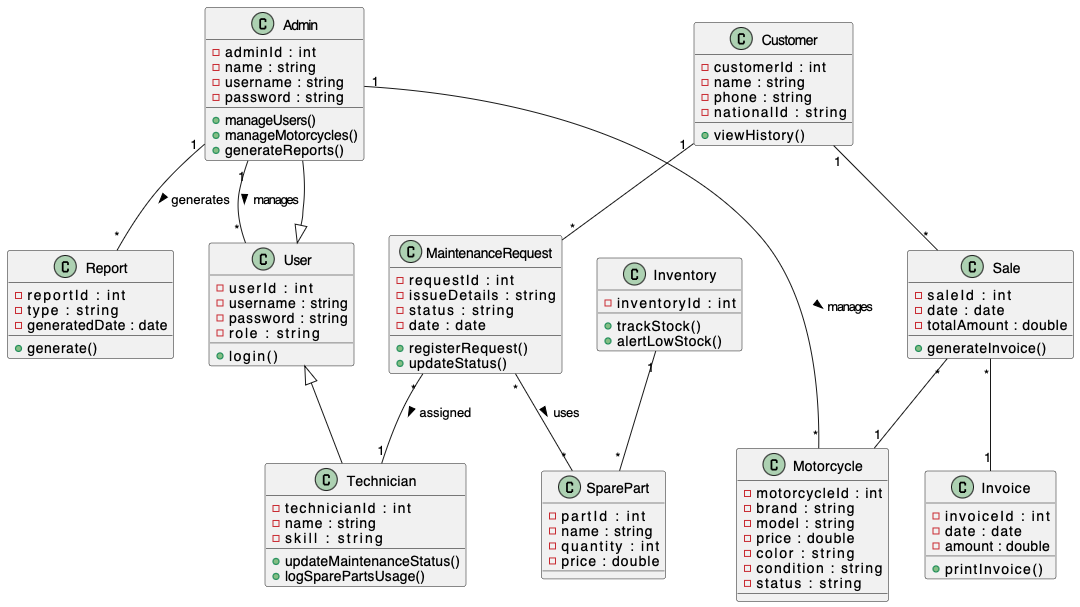 C Admin
adminId : int
name : string
username : string
password : string
manageUsers()
manageMotorcycles()
generateReports()
C Customer
customerId : int
name : string
phone : string
nationalId : string
viewHistory()
1
1
1
1
1
generates
manages
*
*
*
*
C Report
reportId : int
type : string
generatedDate : date
generate()
C User
userId : int
username : string
password : string
role : string
login()
C MaintenanceRequest
requestId : int
issueDetails : string
status : string
date : date
registerRequest()
updateStatus()
C Inventory
inventoryId : int
trackStock()
alertLowStock()
manages
C Sale
saleId : int
date : date
totalAmount : double
generateInvoice()
*
*
1
*
*
assigned
uses
1
*
*
*
1
1
C Technician
technicianId : int
name : string
skill : string
updateMaintenanceStatus()
logSparePartsUsage()
C SparePart
partId : int
name : string
quantity : int
price : double
C Motorcycle
motorcycleId : int
brand : string
model : string
price : double
color : string
condition : string
status : string
C Invoice
invoiceId : int
date : date
amount : double
printInvoice()